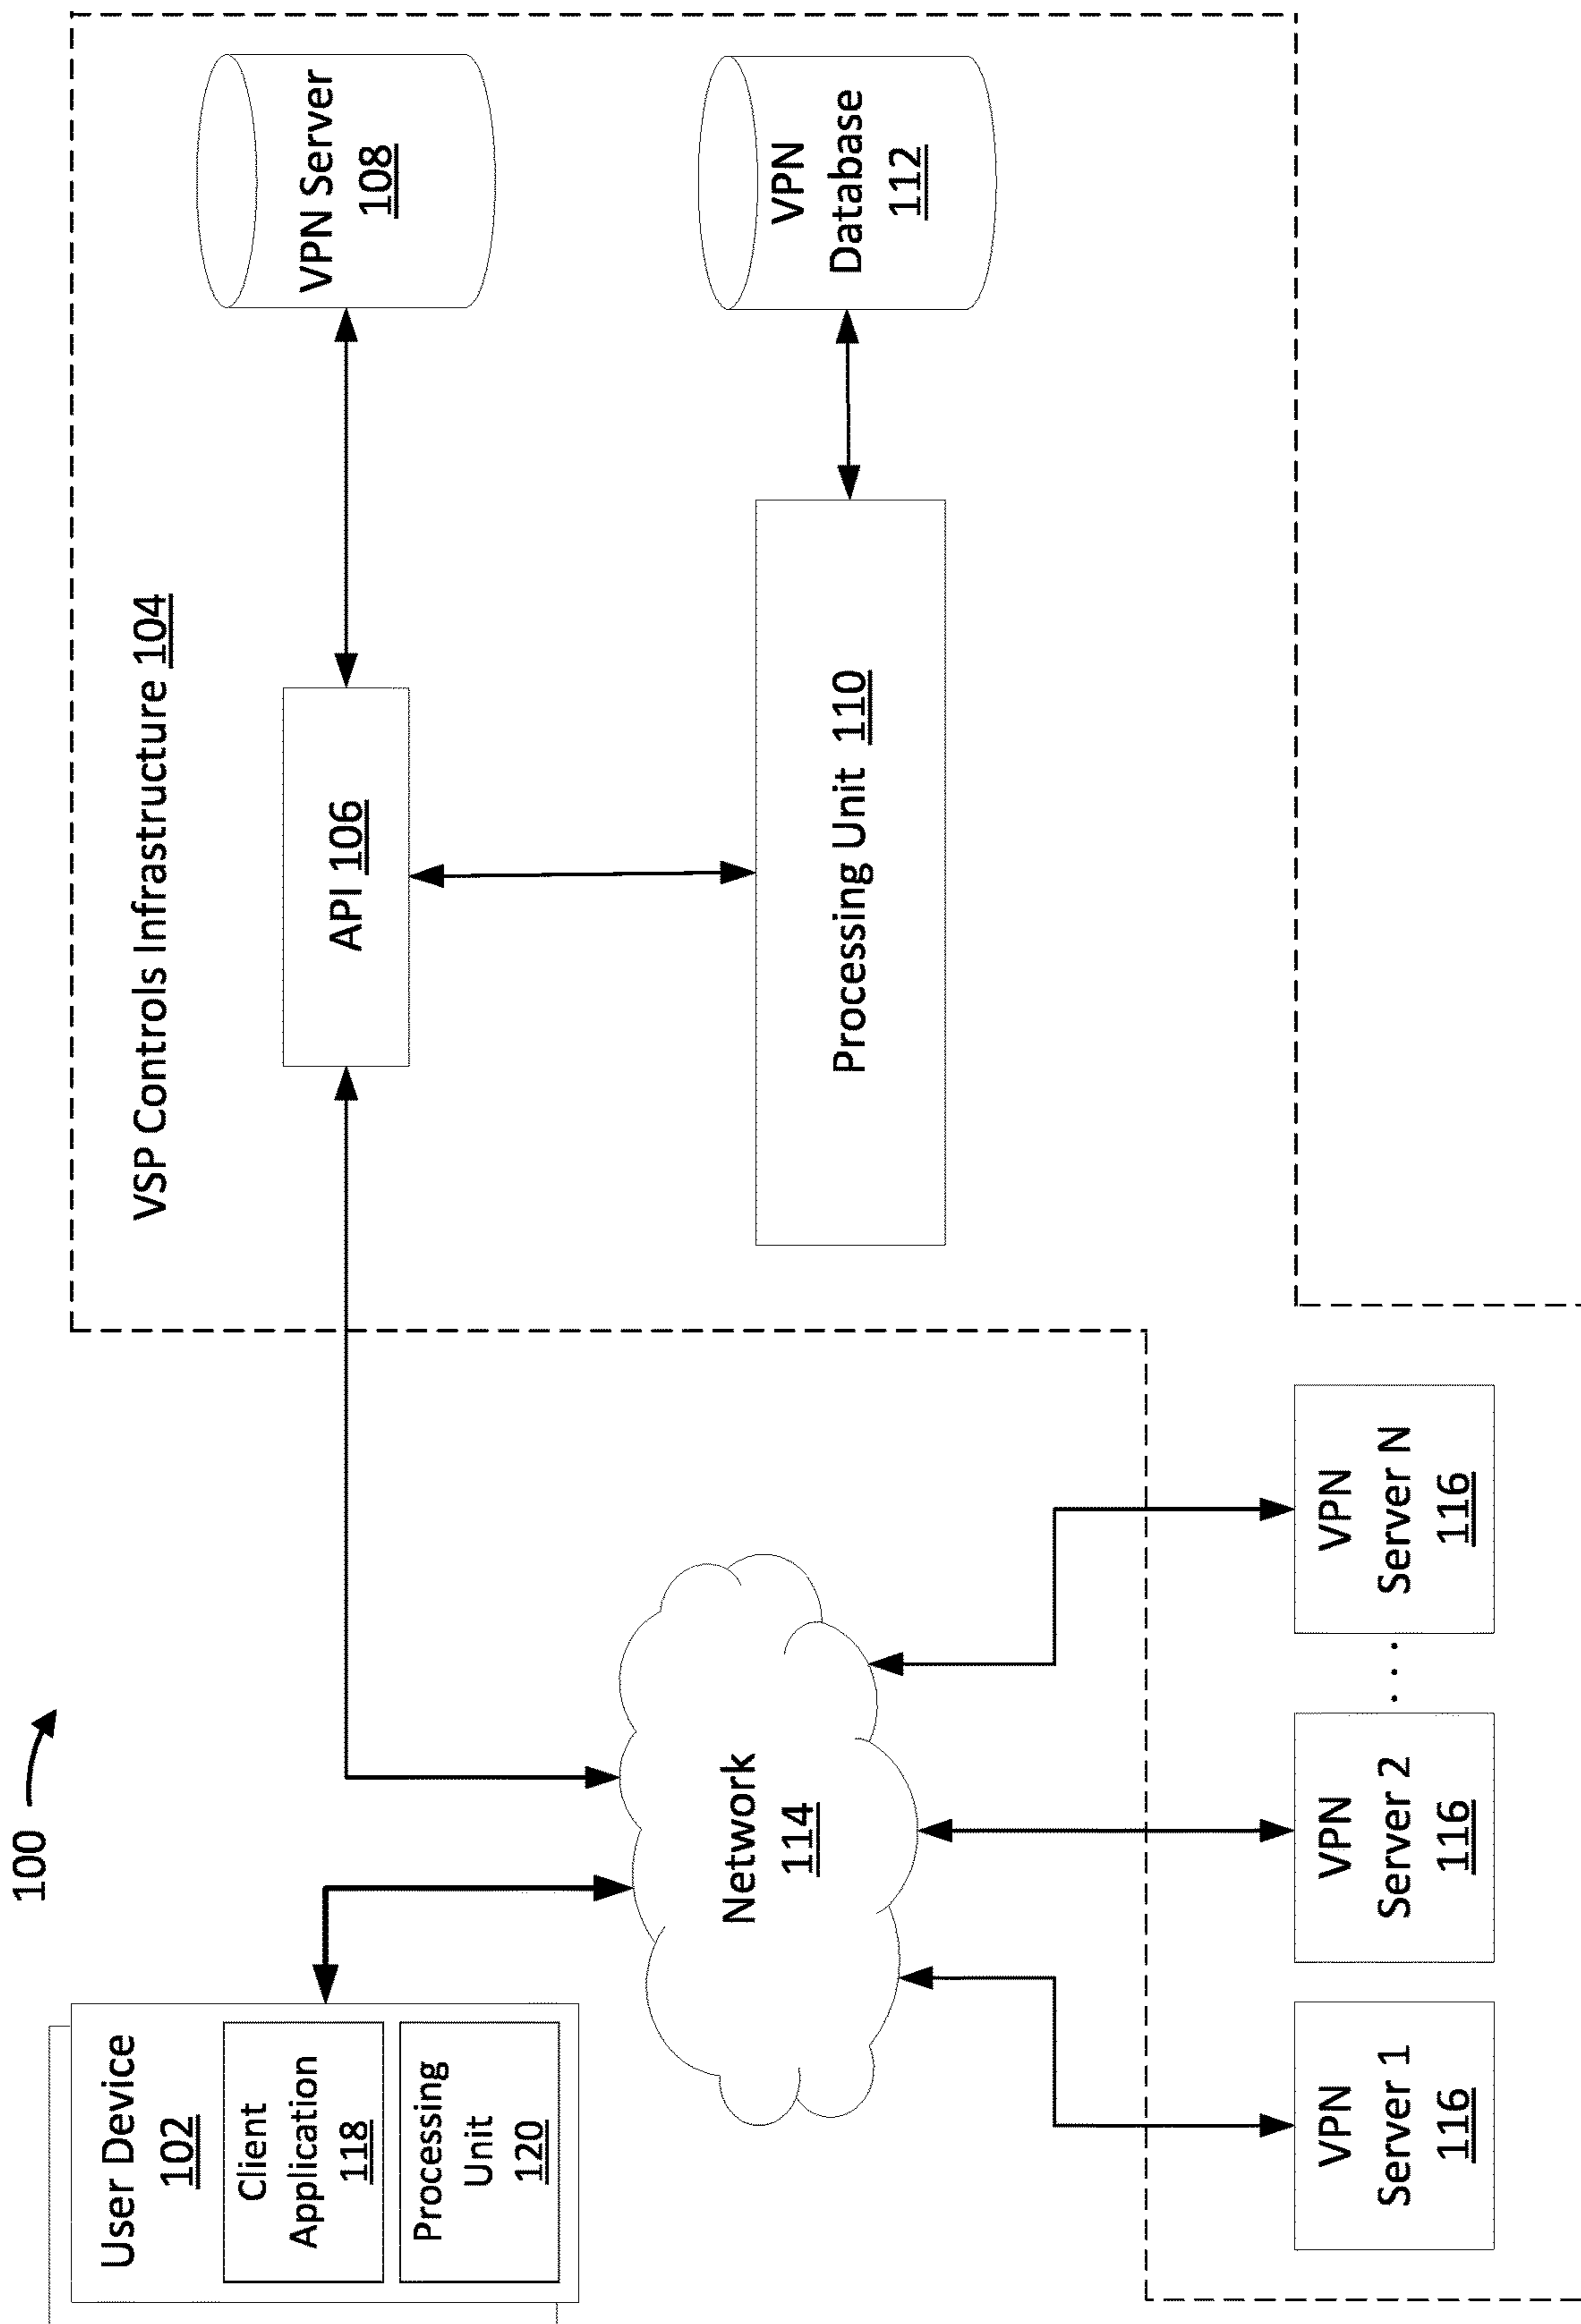 100
User Device
102
Client
Application
118
Processing
Unit
120
VSP Controls Infrastructure 104
API 106
VPN Server
108
Processing Unit 110
VPN
Database
112
Network
114
VPN
Server 1
116
VPN
Server 2
116
. . .
VPN
Server N
116